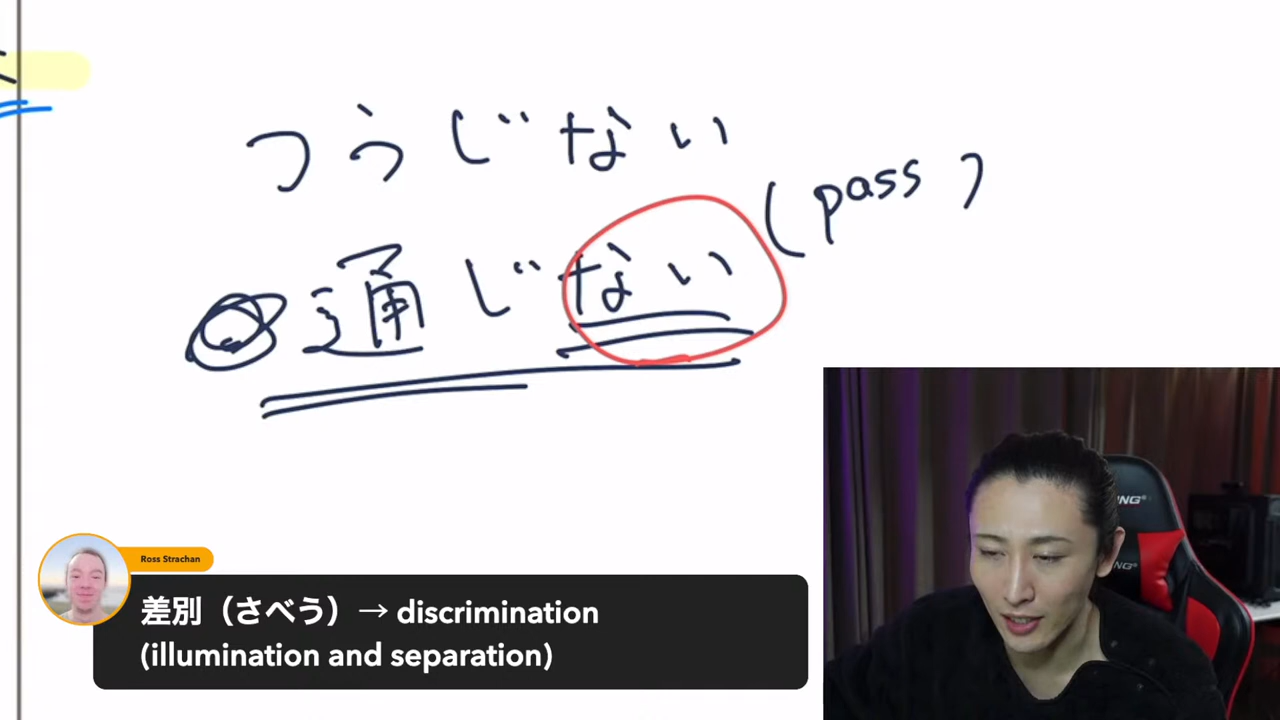 つうじない
(pass)
通じない
Ross Strachan
差別（さべう）→ discrimination
(illumination and separation)